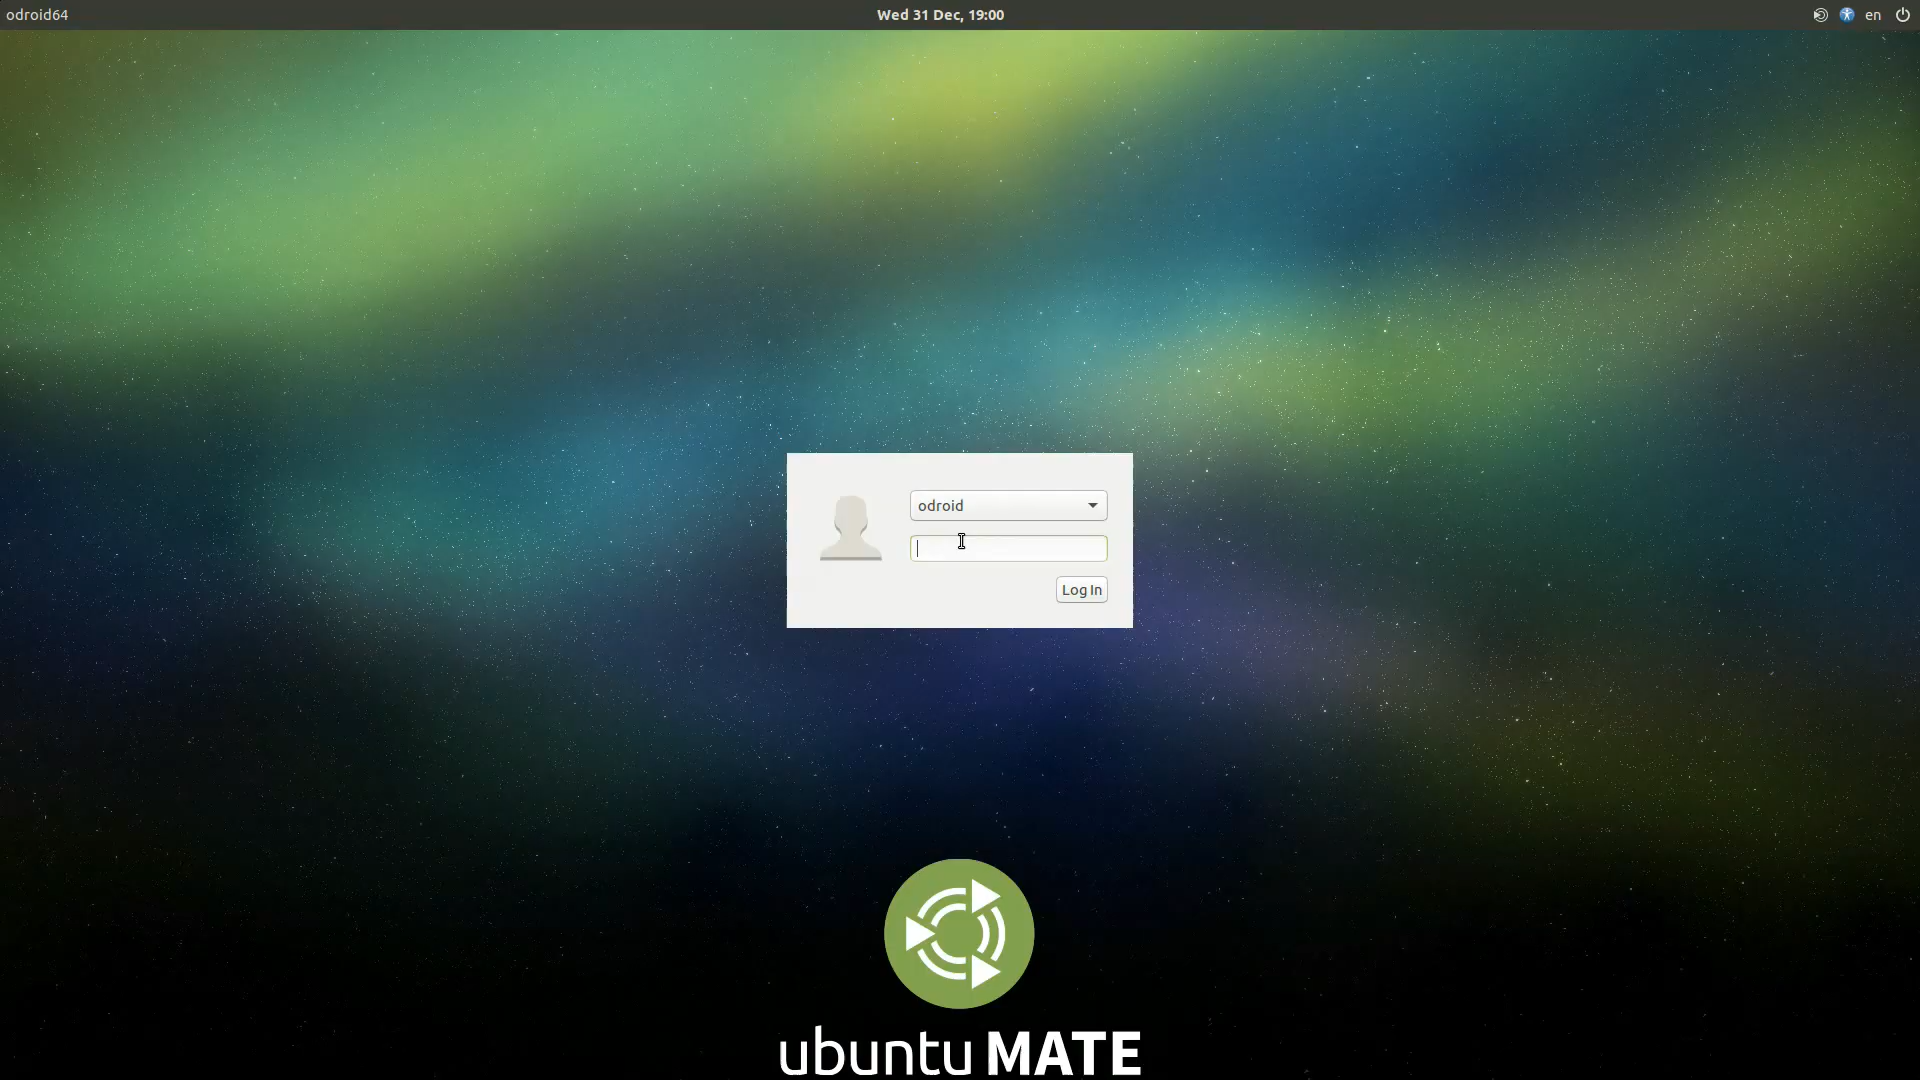 odroid64
Wed 31 Dec, 19:00
en
odroid
Log In
ubuntu MATE